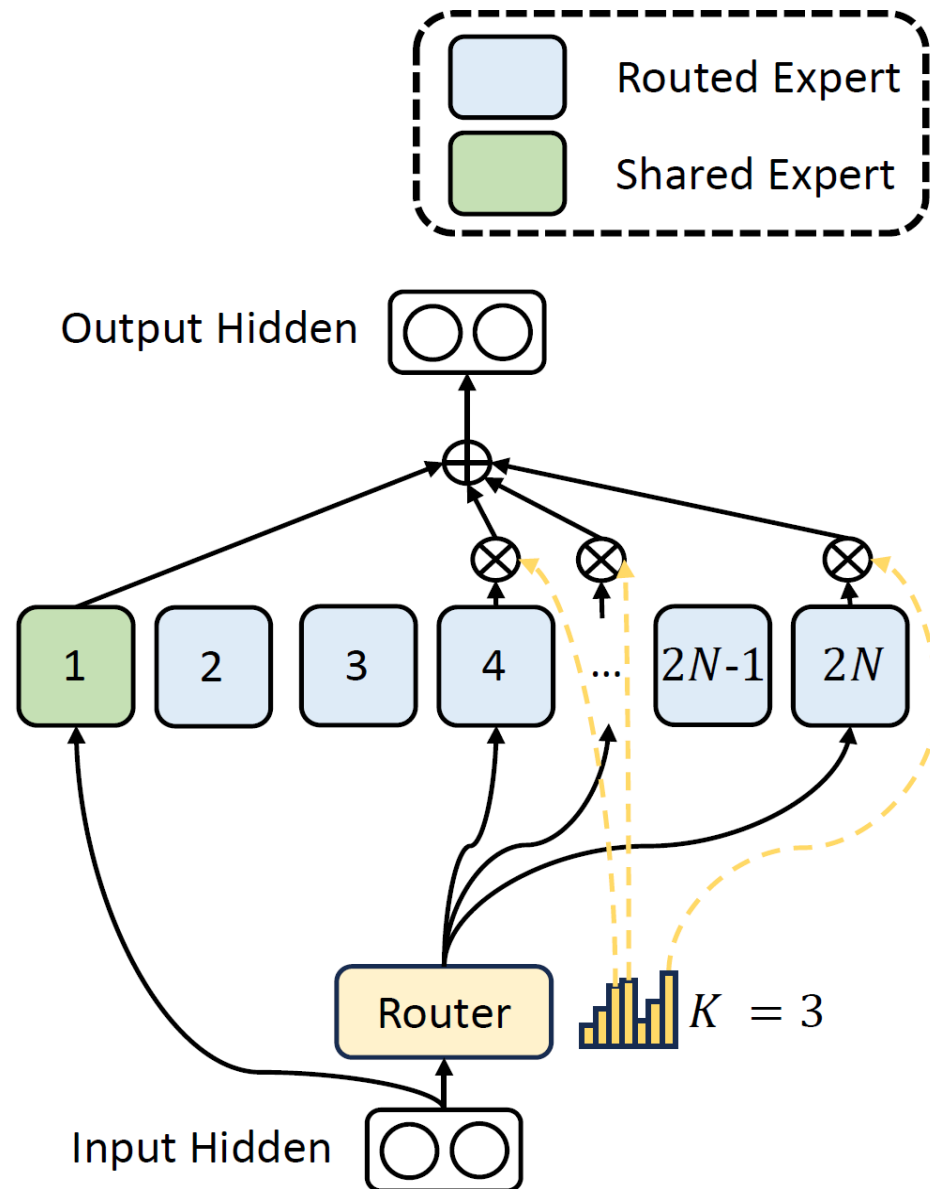 Routed Expert
Shared Expert
Output Hidden
1 2 3 4 ... 2N-1 2N
Router K = 3
Input Hidden